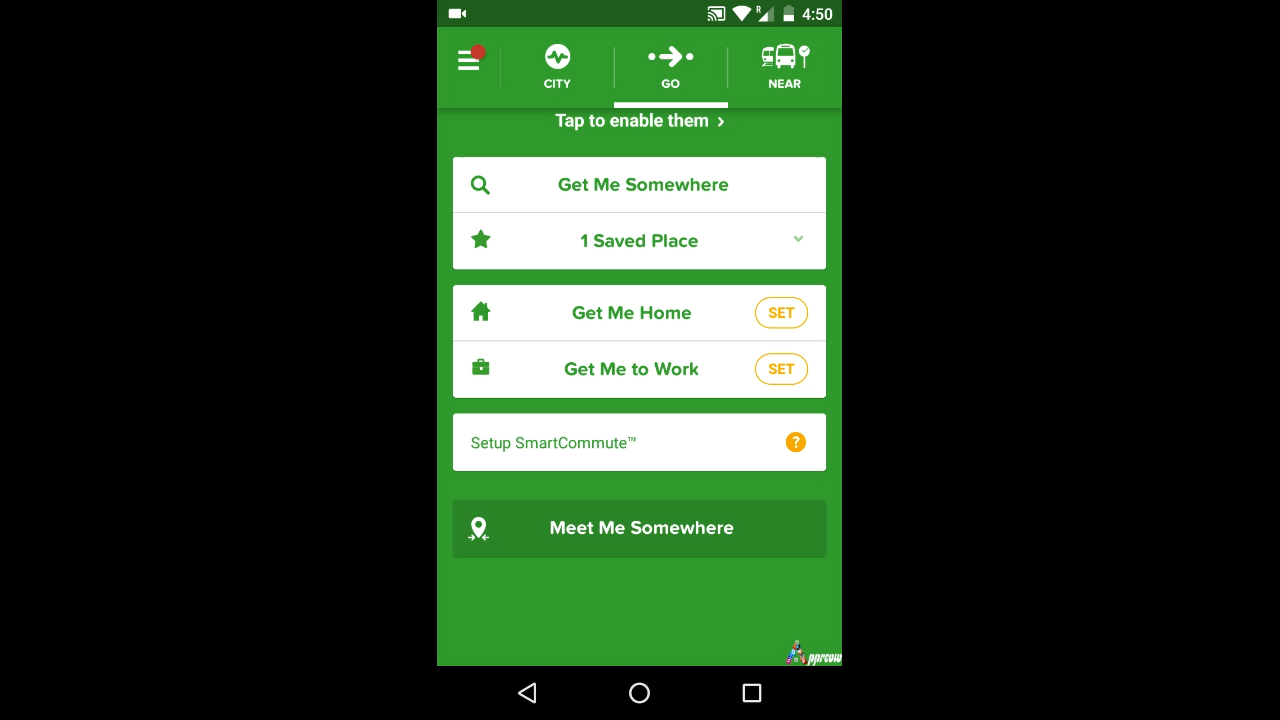 R
4:50
CITY
GO
NEAR
Tap to enable them
Get Me Somewhere
1 Saved Place
Get Me Home
SET
Get Me to Work
SET
Setup SmartCommute™
?
Meet Me Somewhere